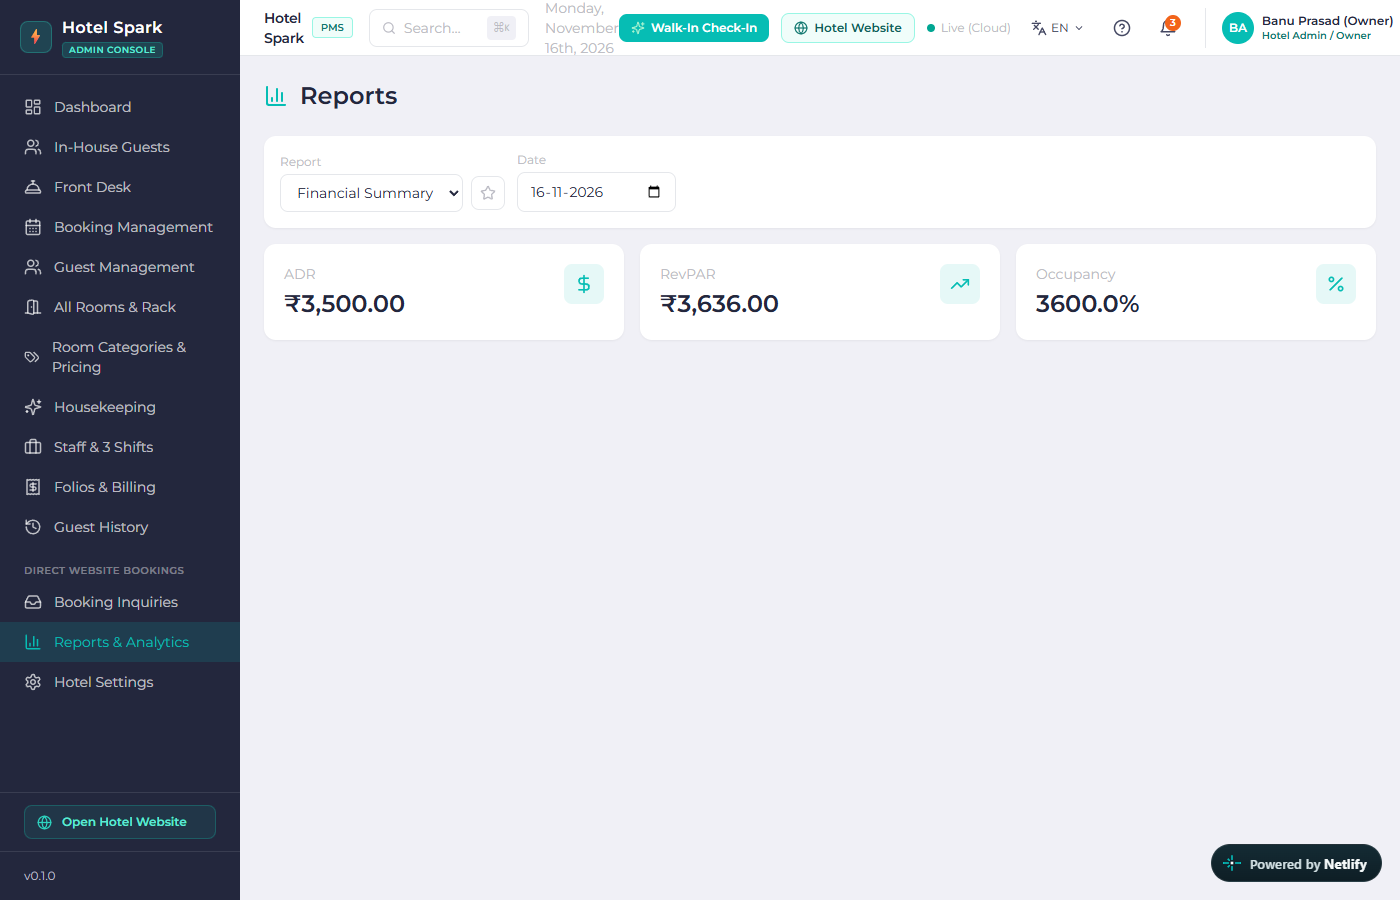 Hotel Spark
ADMIN CONSOLE
Dashboard
In-House Guests
Front Desk
Booking Management
Guest Management
All Rooms & Rack
Room Categories &
Pricing
Housekeeping
Staff & 3 Shifts
Folios & Billing
Guest History
DIRECT WEBSITE BOOKINGS
Booking Inquiries
Reports & Analytics
Hotel Settings
Open Hotel Website
v0.1.0
Hotel
Spark
PMS
Search...
⌘K
Monday,
November
16th, 2026
Walk-In Check-In
Hotel Website
Live (Cloud)
EN
3
BA
Banu Prasad (Owner)
Hotel Admin / Owner
Reports
Report
Financial Summary
Date
16-11-2026
ADR
₹3,500.00
RevPAR
₹3,636.00
Occupancy
3600.0%
Powered by Netlify